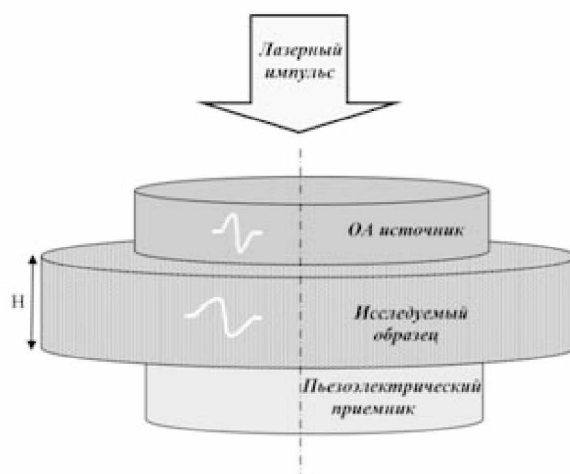 Лазерный
импульс
ОА источник
H
Исследуемый
образец
Пьезоэлектрический
приемник